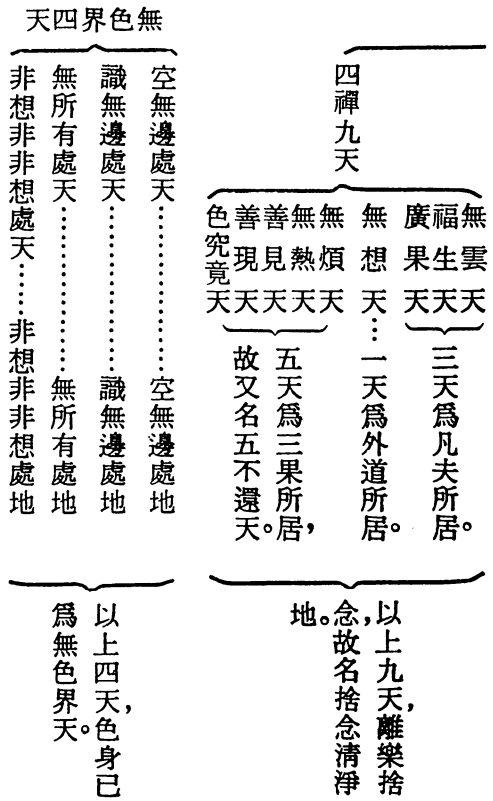 四禪九天
無雲天
福生天
廣果天
三天爲凡夫所居。
無想天…一天爲外道所居。
無煩天
無熱天
善見天
善現天
色究竟天
五天爲三果所居，
故又名五不還天。
以上九天，離樂捨
念，故名捨念清淨
地。
無色界四天
空無邊處天………………空無邊處地
識無邊處天………………識無邊處地
無所有處天………………無所有處地
非想非非想處天……非想非非想處地
以上四天，色身已
爲無色界天。